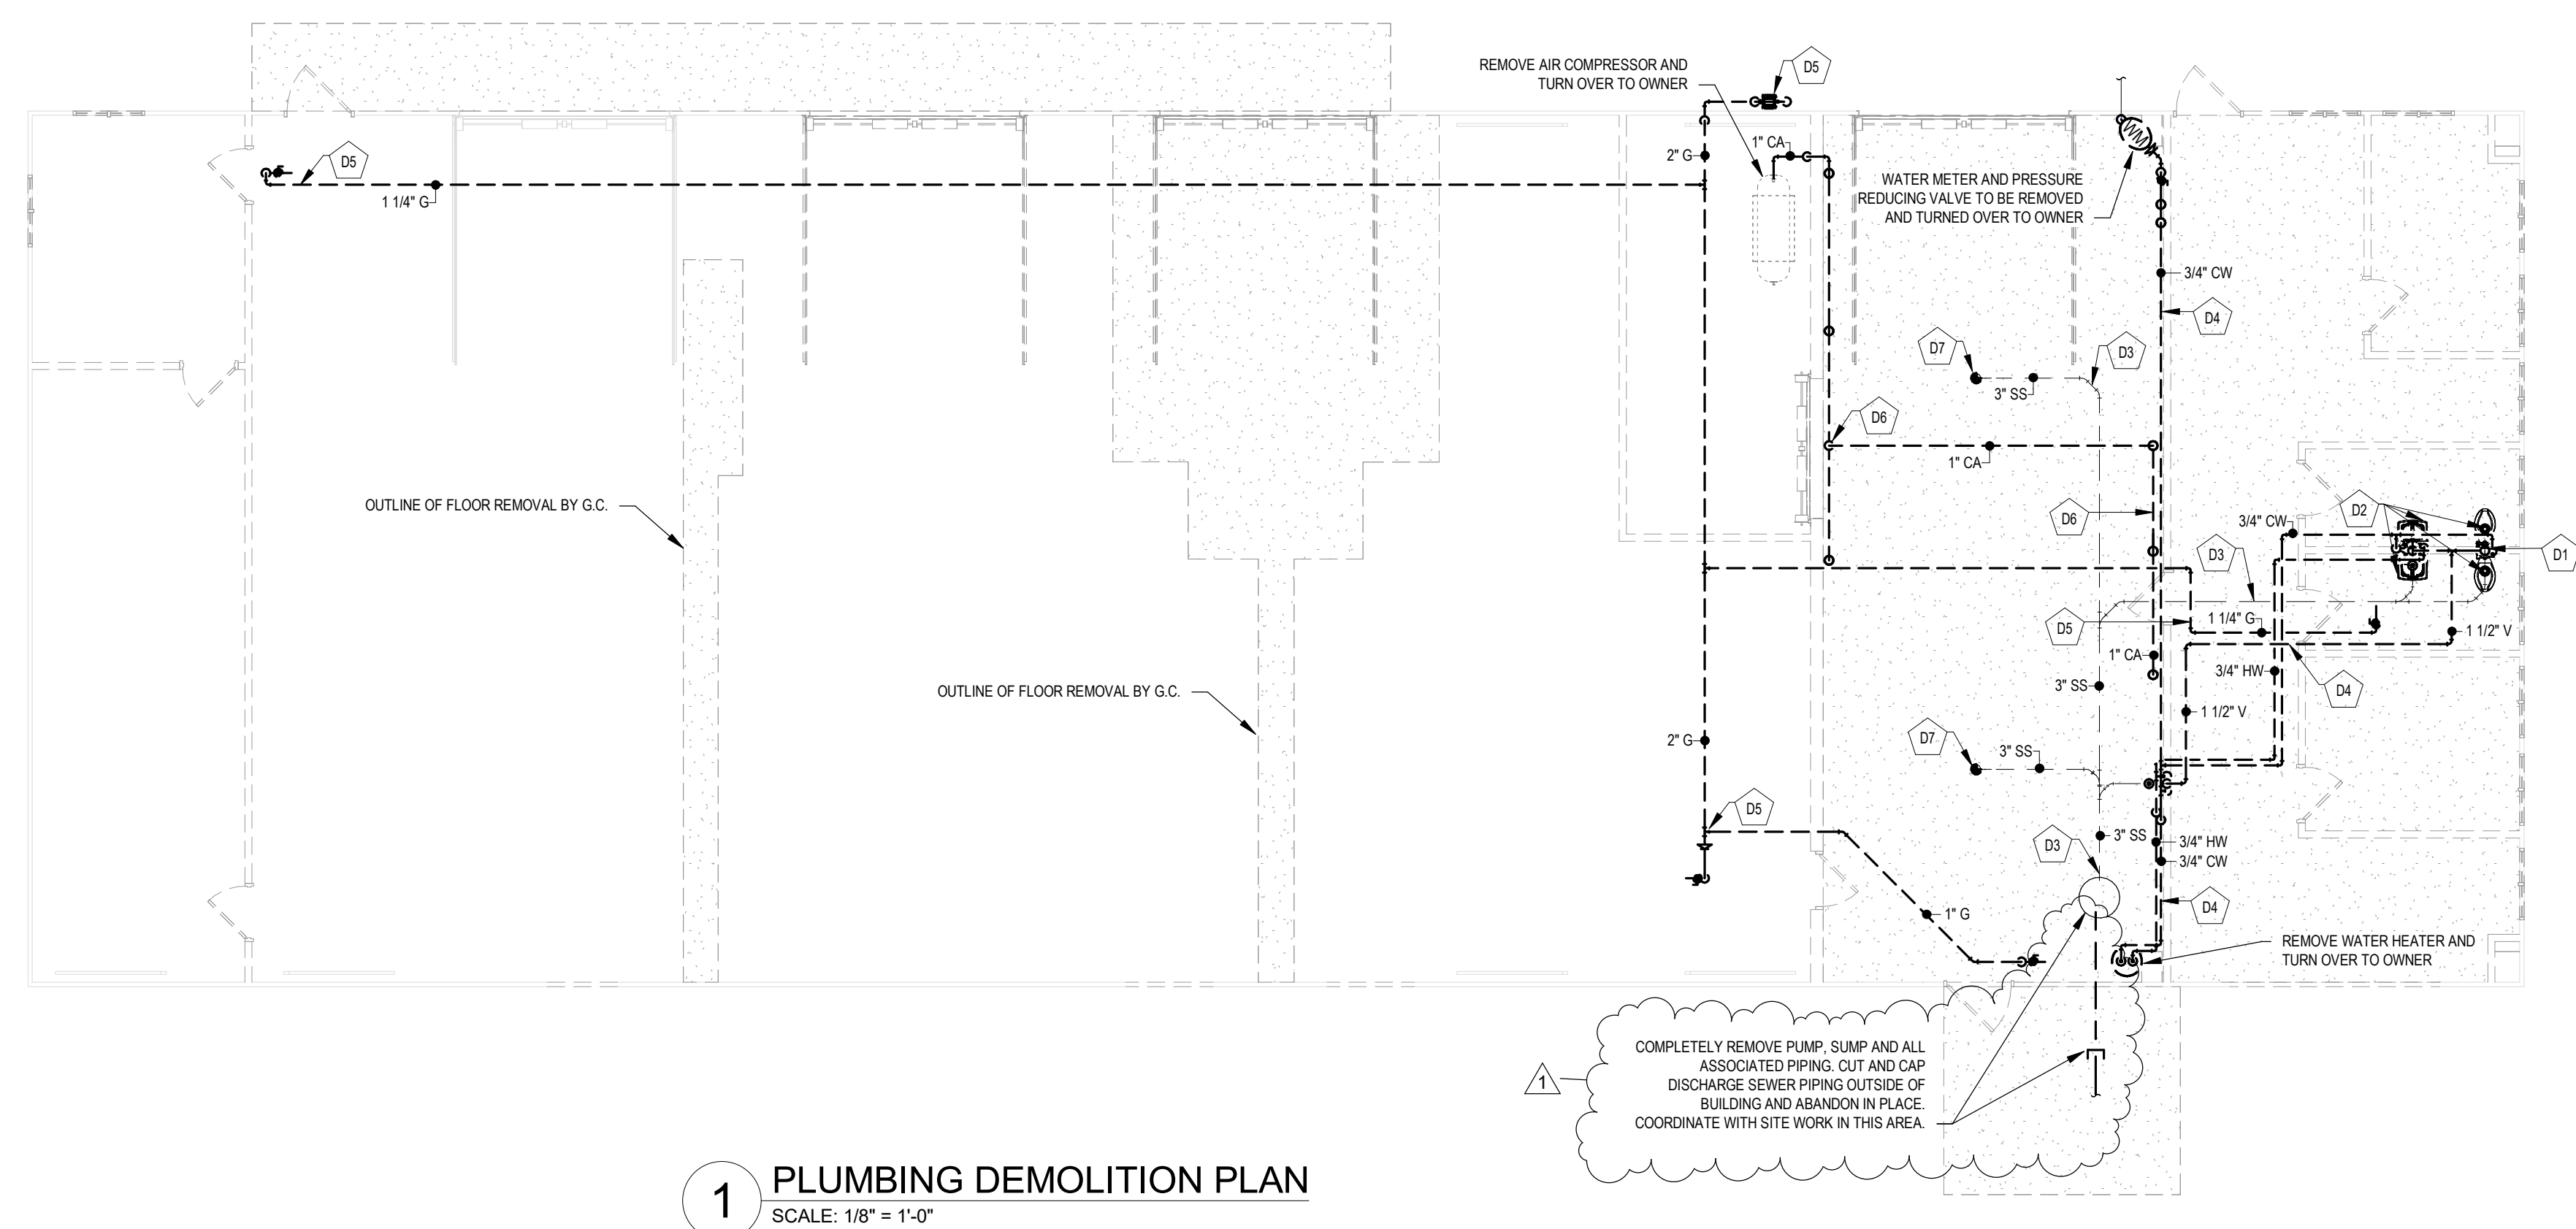 REMOVE AIR COMPRESSOR AND
TURN OVER TO OWNER
D5
D5
2" G
1" CA
1 1/4" G
WATER METER AND PRESSURE
REDUCING VALVE TO BE REMOVED
AND TURNED OVER TO OWNER
3/4" CW
D4
D7
D3
3" SS
D6
1" CA
OUTLINE OF FLOOR REMOVAL BY G.C.
D6
3/4" CW
D2
D3
D1
1 1/4" G
D5
1 1/2" V
1" CA
3/4" HW
3" SS
D4
OUTLINE OF FLOOR REMOVAL BY G.C.
1 1/2" V
2" G
D7
3" SS
D5
3" SS
D3
3/4" HW
3/4" CW
1" G
D4
REMOVE WATER HEATER AND
TURN OVER TO OWNER
COMPLETELY REMOVE PUMP, SUMP AND ALL
ASSOCIATED PIPING. CUT AND CAP
DISCHARGE SEWER PIPING OUTSIDE OF
BUILDING AND ABANDON IN PLACE.
COORDINATE WITH SITE WORK IN THIS AREA.
1
1
PLUMBING DEMOLITION PLAN
SCALE: 1/8" = 1'-0"